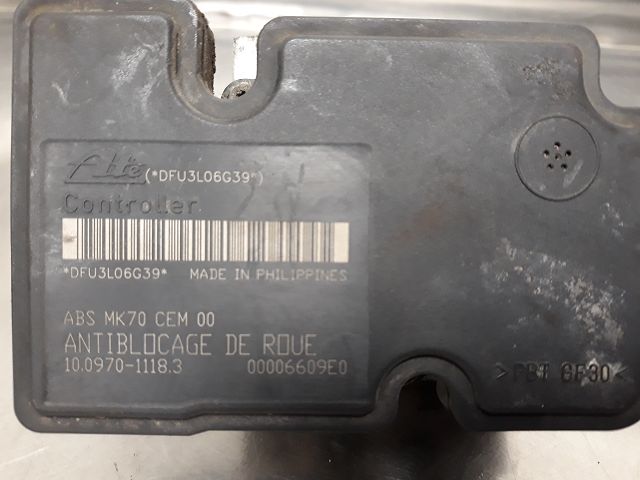 Ate (*DFU3L06G39*)
Controller
*DFU3L06G39* MADE IN PHILIPPINES
ABS MK70 CEM 00
ANTIBLOCAGE DE ROUE
10.0970-1118.3 00006609E0
>PBT GF30<